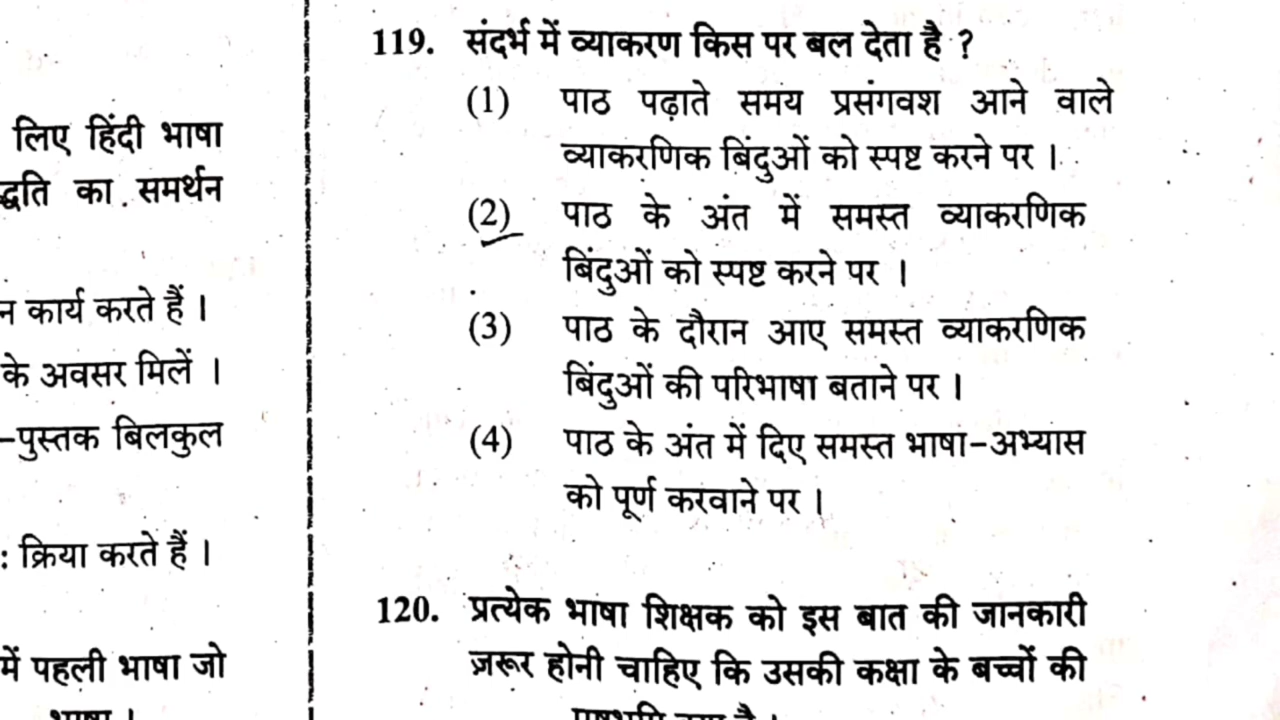 लिए हिंदी भाषा
का समर्थन
कार्य करते हैं ।
के अवसर मिलें ।
-पुस्तक बिलकुल
: क्रिया करते हैं ।
में पहली भाषा जो
भाषा ।
119. संदर्भ में व्याकरण किस पर बल देता है ?
(1) पाठ पढ़ाते समय प्रसंगवश आने वाले
व्याकरणिक बिंदुओं को स्पष्ट करने पर ।
(2) पाठ के अंत में समस्त व्याकरणिक
बिंदुओं को स्पष्ट करने पर ।
(3) पाठ के दौरान आए समस्त व्याकरणिक
बिंदुओं की परिभाषा बताने पर ।
(4) पाठ के अंत में दिए समस्त भाषा-अभ्यास
को पूर्ण करवाने पर ।
120. प्रत्येक भाषा शिक्षक को इस बात की जानकारी
ज़रूर होनी चाहिए कि उसकी कक्षा के बच्चों की